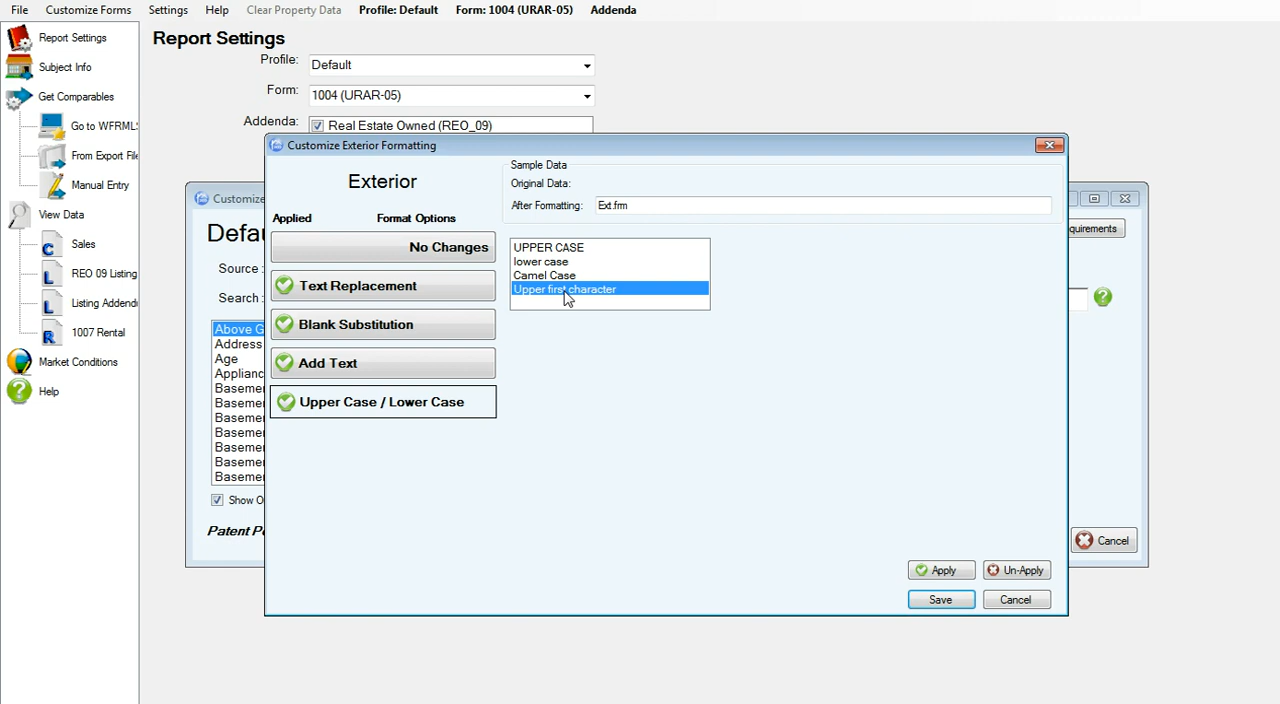 File Customize Forms Settings Help Clear Property Data Profile: Default Form: 1004 (URAR-05) Addenda
Report Settings
Subject Info
Get Comparables
Go to WFRMLS
From Export File
Manual Entry
View Data
Sales
REO 09 Listing
Listing Addend
1007 Rental
Market Conditions
Help
Report Settings
Profile: Default
Form: 1004 (URAR-05)
Addenda: Real Estate Owned (REO_09)
Customize
Defau
Source :
Search :
Above G
Address
Age
Applianc
Basemen
Basemen
Basemen
Basemen
Basemen
Basemen
Basemen
Show O
Patent P
quirements
Cancel
Customize Exterior Formatting
Exterior
Applied Format Options
No Changes
Text Replacement
Blank Substitution
Add Text
Upper Case / Lower Case
Sample Data
Original Data:
After Formatting: Ext.frm
UPPER CASE
lower case
Camel Case
Upper first character
Apply Un-Apply
Save Cancel